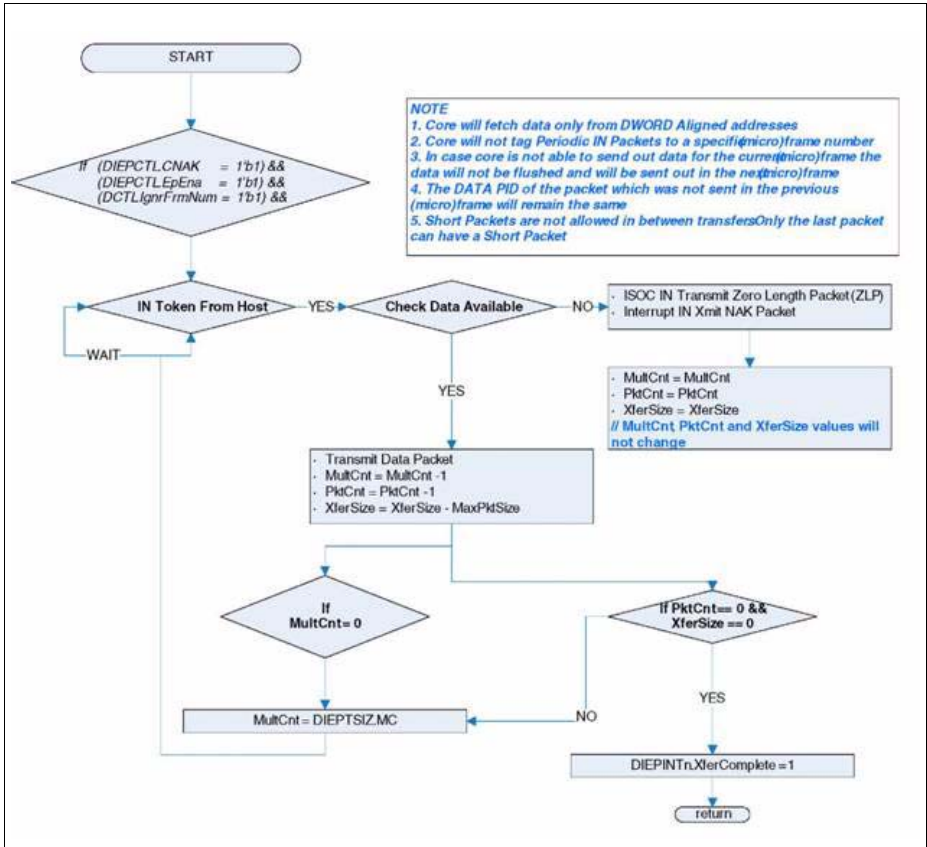 START
If (DIEPCTL.CNAK = 1'b1) &&
(DIEPCTL.EpEna = 1'b1) &&
(DCTL.IgnrFrmNum = 1'b1) &&
NOTE
1. Core will fetch data only from DWORD Aligned addresses
2. Core will not tag Periodic IN Packets to a specific(micro)frame number
3. In case core is not able to send out data for the current(micro)frame the
data will not be flushed and will be sent out in the next(micro)frame
4. The DATA PID of the packet which was not sent in the previous
(micro)frame will remain the same
5. Short Packets are not allowed in between transfersOnly the last packet
can have a Short Packet
IN Token From Host
YES
Check Data Available
NO
· ISOC IN Transmit Zero Length Packet(ZLP)
· Interrupt IN Xmit NAK Packet
WAIT
YES
· MultCnt = MultCnt
· PktCnt = PktCnt
· XferSize = XferSize
// MultCnt, PktCnt and XferSize values will
not change
· Transmit Data Packet
· MultCnt = MultCnt -1
· PktCnt = PktCnt -1
· XferSize = XferSize - MaxPktSize
If
MultCnt= 0
If PktCnt== 0 &&
XferSize == 0
YES
NO
MultCnt = DIEPTSIZ.MC
DIEPINTn.XferComplete =1
return